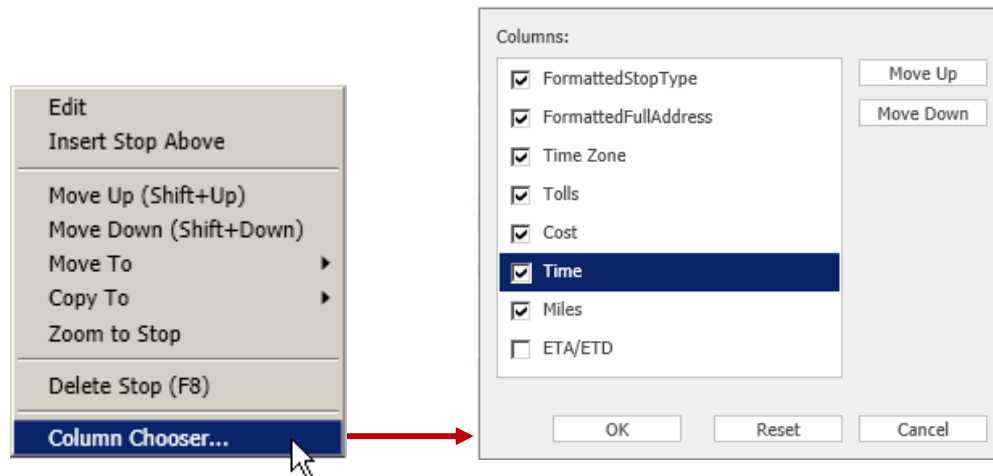 Edit
Insert Stop Above
Move Up (Shift+Up)
Move Down (Shift+Down)
Move To
Copy To
Zoom to Stop
Delete Stop (F8)
Column Chooser...
Columns:
FormattedStopType
FormattedFullAddress
Time Zone
Tolls
Cost
Time
Miles
ETA/ETD
Move Up
Move Down
OK
Reset
Cancel